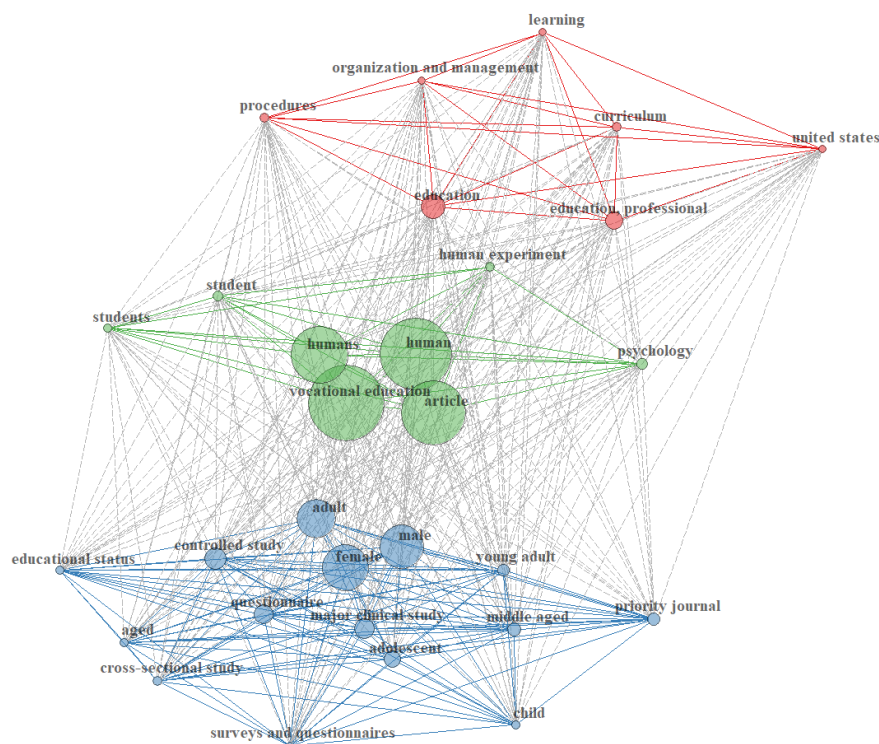 learning
organization and management
procedures
curriculum
united states
education
education, professional
human experiment
student
students
humans
human
psychology
vocational education
article
adult
male
controlled study
female
young adult
educational status
questionnaire
major clinical study
middle aged
priority journal
aged
adolescent
cross-sectional study
child
surveys and questionnaires